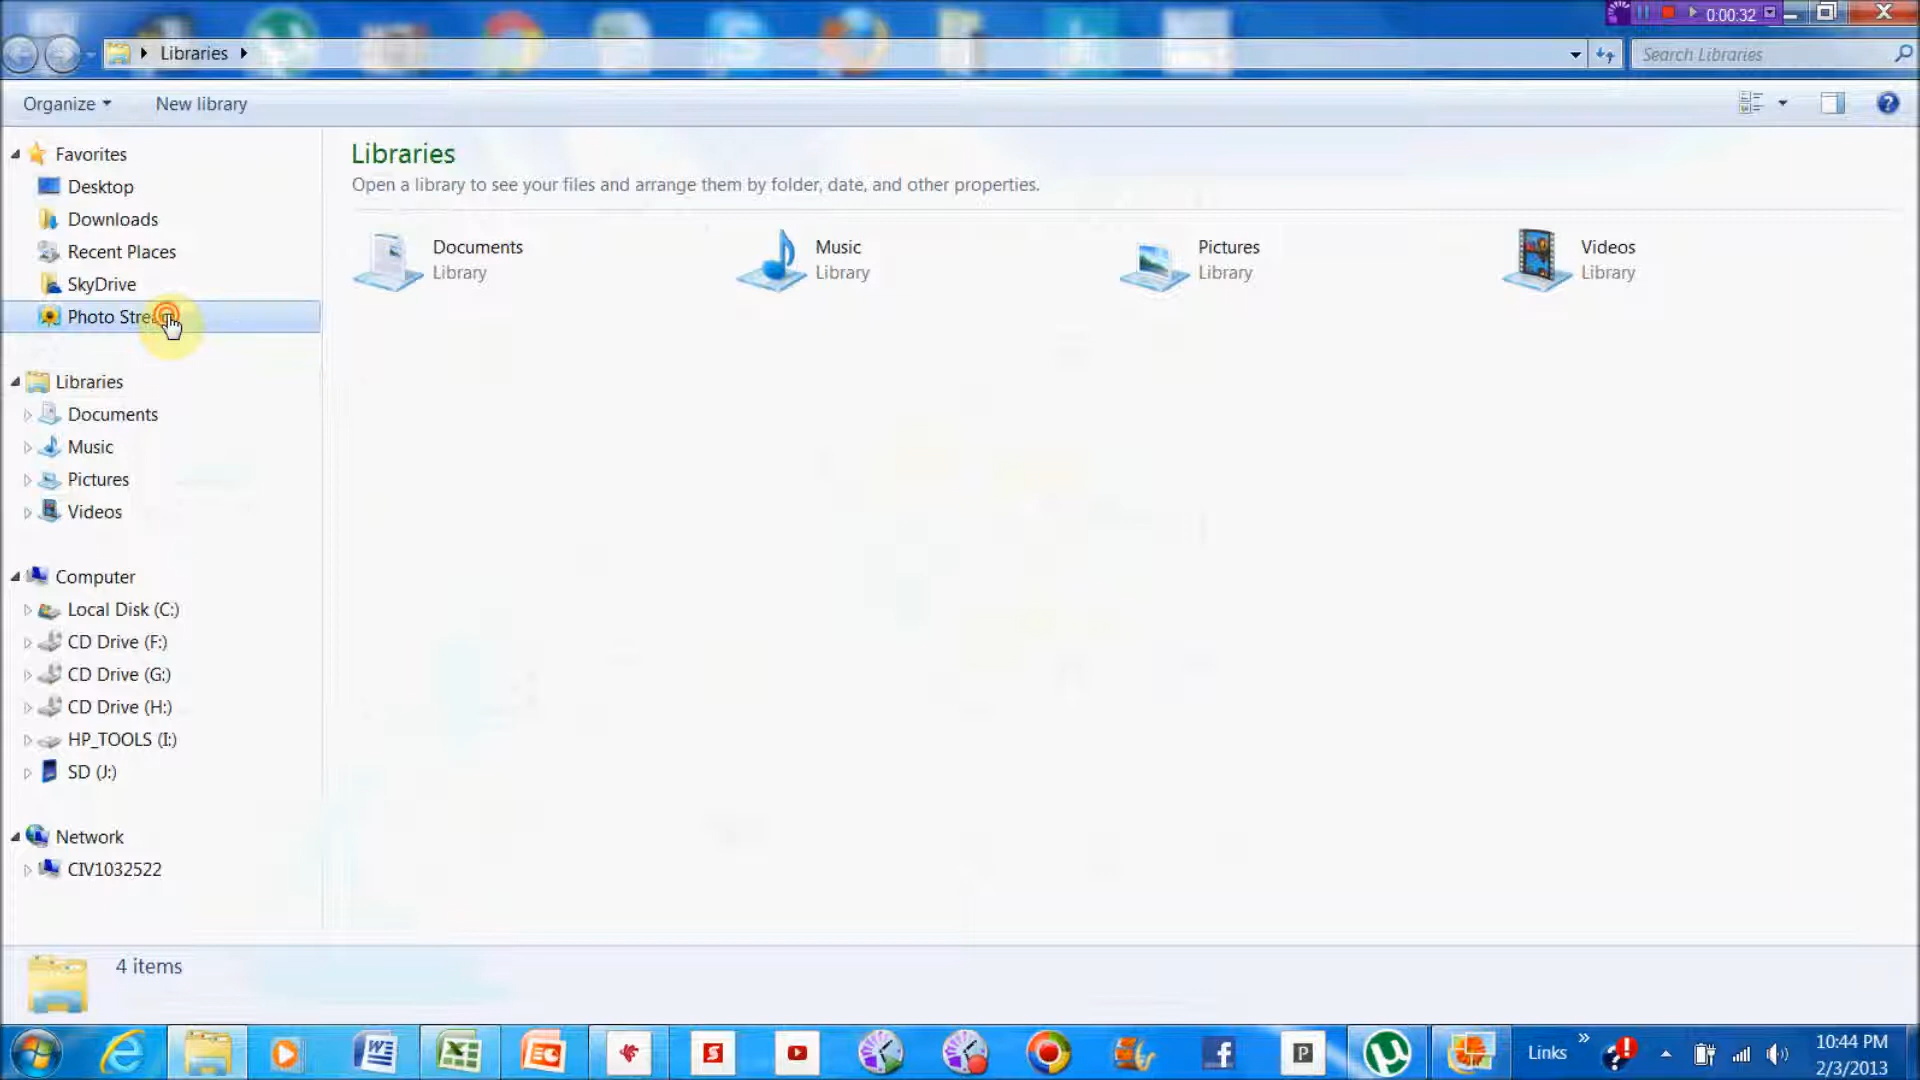 0:00:32
Libraries
Search Libraries
Organize
New library
Favorites
Desktop
Downloads
Recent Places
SkyDrive
Photo Stre
Libraries
Documents
Music
Pictures
Videos
Computer
Local Disk (C:)
CD Drive (F:)
CD Drive (G:)
CD Drive (H:)
HP_TOOLS (I:)
SD (J:)
Network
CIV1032522
Libraries
Open a library to see your files and arrange them by folder, date, and other properties.
Documents
Library
Music
Library
Pictures
Library
Videos
Library
4 items
Links
10:44 PM
2/3/2013